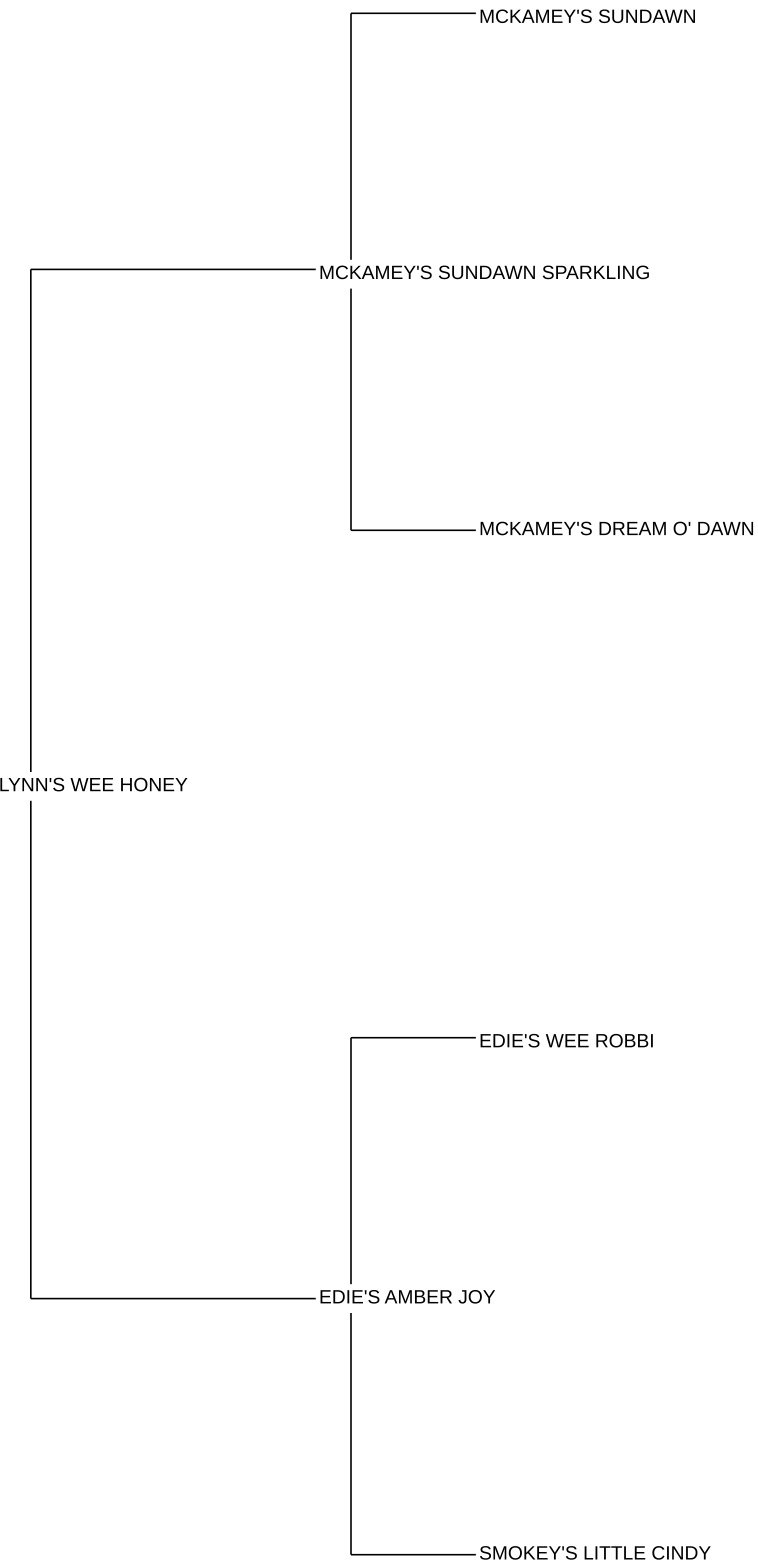 MCKAMEY'S SUNDAWN
MCKAMEY'S SUNDAWN SPARKLING
MCKAMEY'S DREAM O' DAWN
LYNN'S WEE HONEY
EDIE'S WEE ROBBI
EDIE'S AMBER JOY
SMOKEY'S LITTLE CINDY